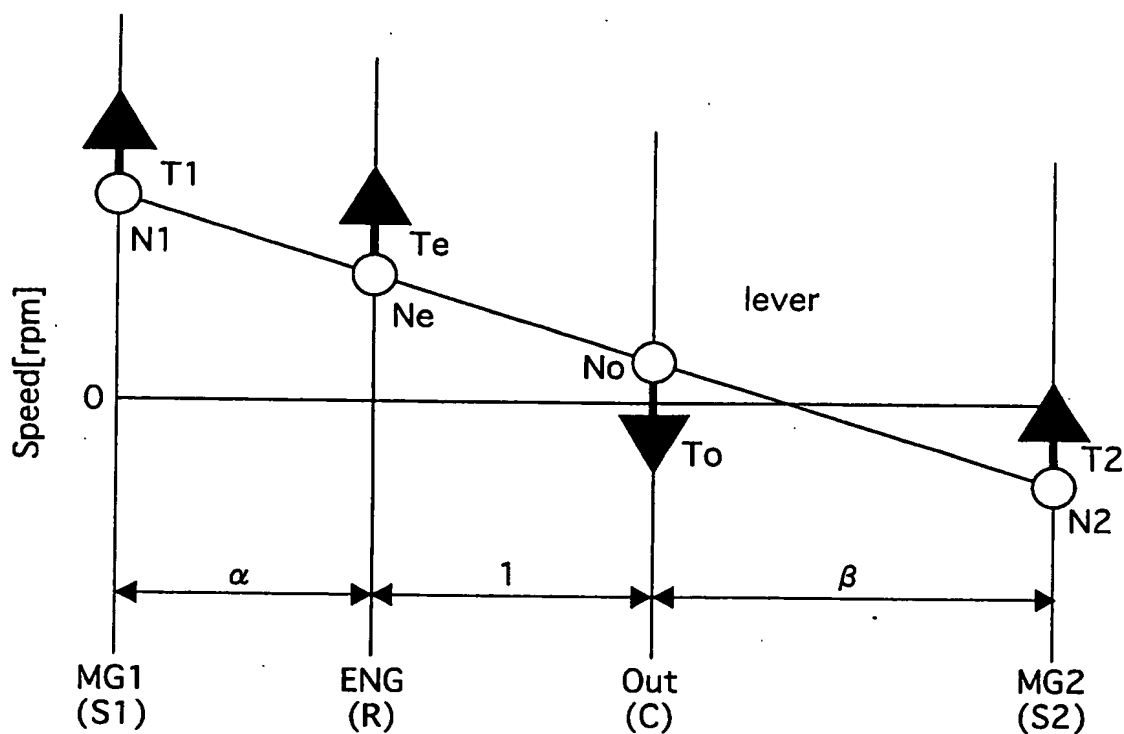 T1
N1
Te
Ne
lever
No
Speed[rpm]
0
To
T2
N2
α
1
β
MG1
(S1)
ENG
(R)
Out
(C)
MG2
(S2)